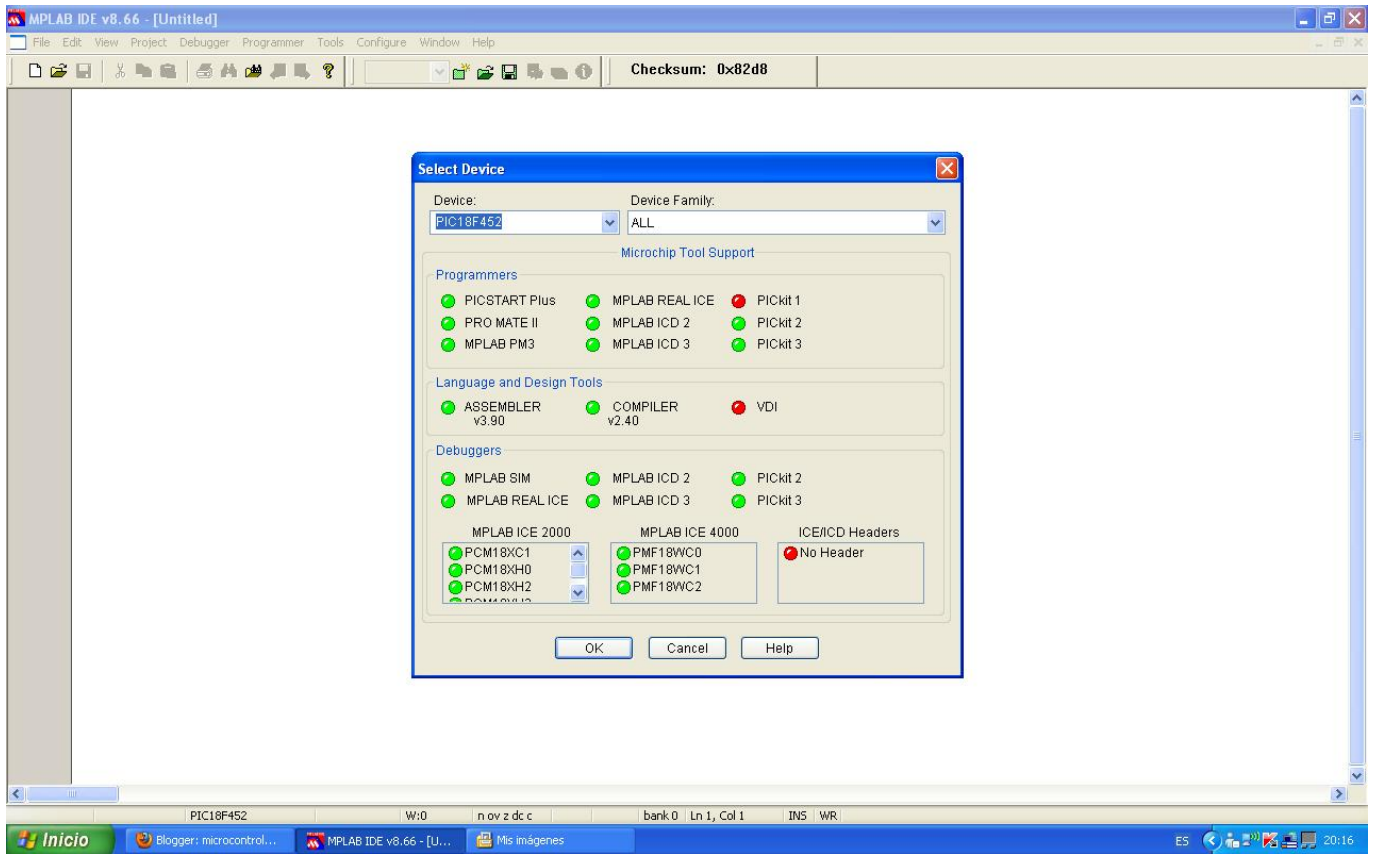 MPLAB IDE v8.66 - [Untitled]
File Edit View Project Debugger Programmer Tools Configure Window Help
Checksum: 0x82d8
Select Device
Device: Device Family:
PIC18F452 ALL
Microchip Tool Support
Programmers
PICSTART Plus MPLAB REAL ICE PICkit 1
PRO MATE II MPLAB ICD 2 PICkit 2
MPLAB PM3 MPLAB ICD 3 PICkit 3
Language and Design Tools
ASSEMBLER COMPILER VDI
v3.90 v2.40
Debuggers
MPLAB SIM MPLAB ICD 2 PICkit 2
MPLAB REAL ICE MPLAB ICD 3 PICkit 3
MPLAB ICE 2000 MPLAB ICE 4000 ICE/ICD Headers
PCM18XC1 PMF18WC0 No Header
PCM18XH0 PMF18WC1
PCM18XH2 PMF18WC2
OK Cancel Help
PIC18F452 W:0 n ov z dc c bank 0 Ln 1, Col 1 INS WR
Inicio Blogger: microcontrol... MPLAB IDE v8.66 - [U... Mis imágenes ES 20:16